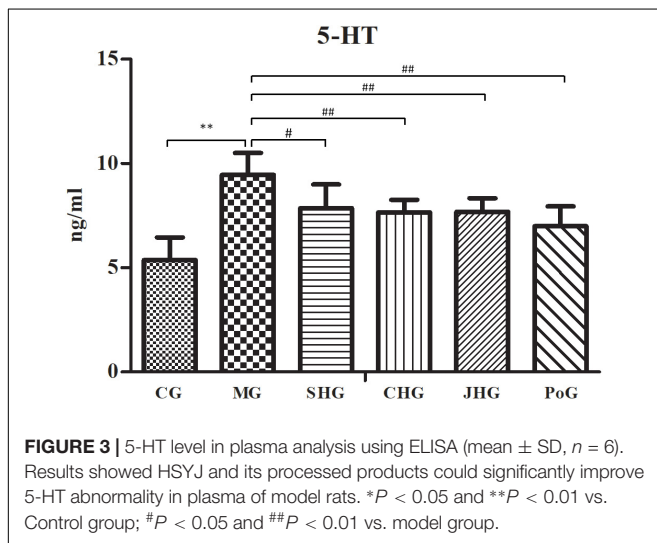 5-HT
15
##
##
##
**
#
10
ng/ml
5
0
CG MG SHG CHG JHG PoG
FIGURE 3 | 5-HT level in plasma analysis using ELISA (mean ± SD, n = 6).
Results showed HSYJ and its processed products could significantly improve
5-HT abnormality in plasma of model rats. *P < 0.05 and **P < 0.01 vs.
Control group; #P < 0.05 and ##P < 0.01 vs. model group.